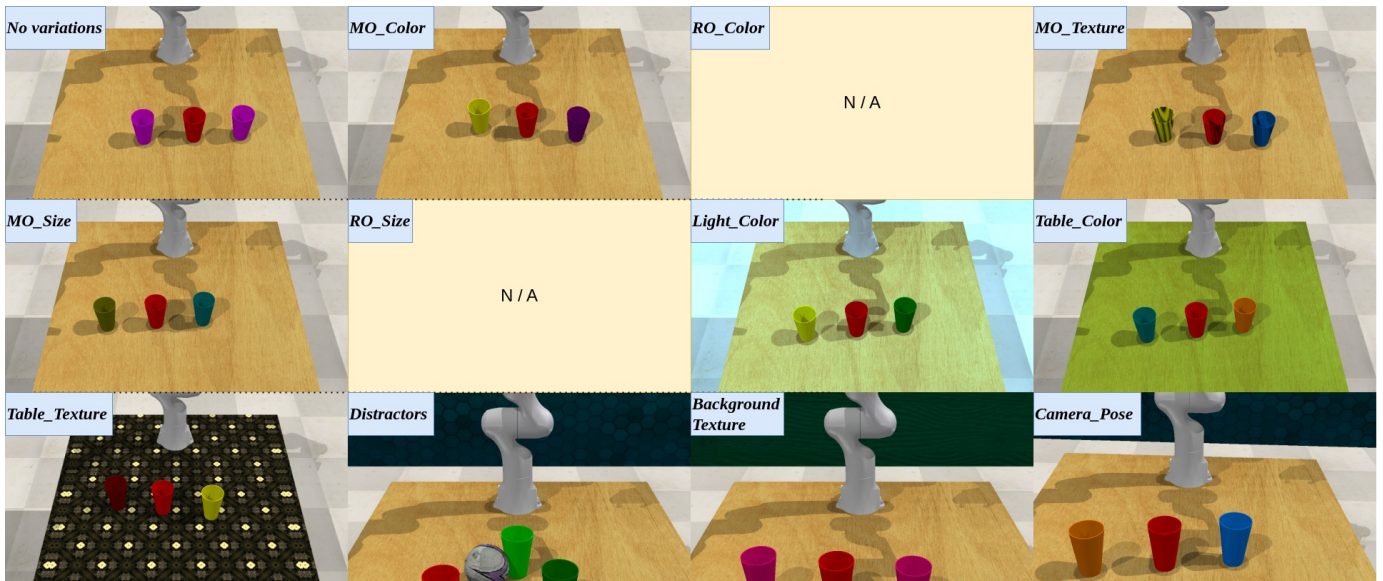 No variations
MO_Color
RO_Color
N / A
MO_Texture
MO_Size
RO_Size
N / A
Light_Color
Table_Color
Table_Texture
Distractors
Background
Texture
Camera_Pose